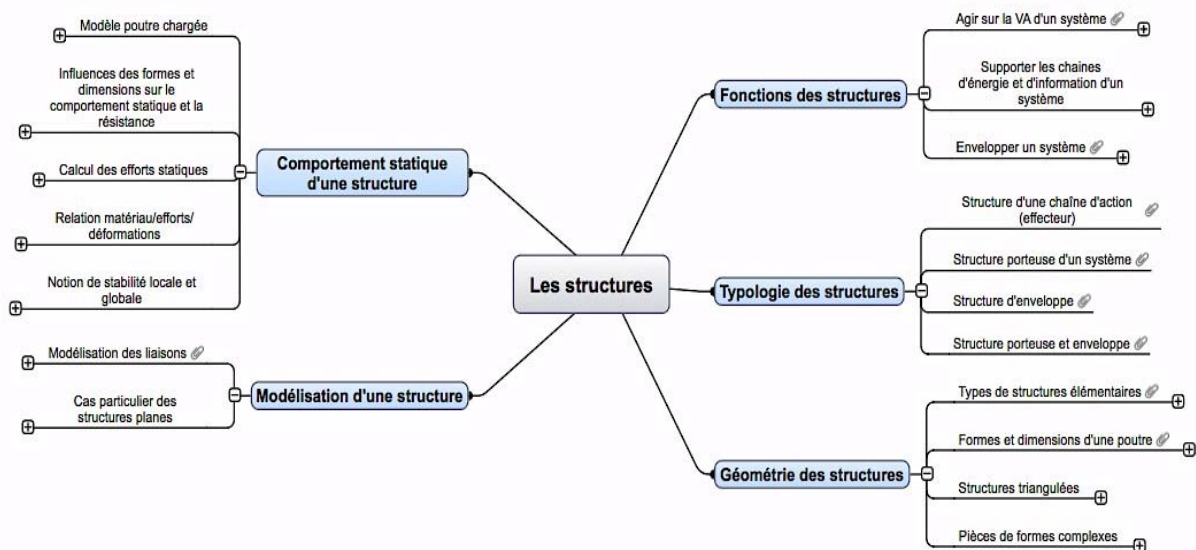 Les structures
Fonctions des structures
Agir sur la VA d'un système
Supporter les chaines
d'énergie et d'information d'un
système
Envelopper un système
Typologie des structures
Structure d'une chaîne d'action
(effecteur)
Structure porteuse d'un système
Structure d'enveloppe
Structure porteuse et enveloppe
Géométrie des structures
Types de structures élémentaires
Formes et dimensions d'une poutre
Structures triangulées
Pièces de formes complexes
Comportement statique
d'une structure
Modèle poutre chargée
Influences des formes et
dimensions sur le
comportement statique et la
résistance
Calcul des efforts statiques
Relation matériau/efforts/
déformations
Notion de stabilité locale et
globale
Modélisation d'une structure
Modélisation des liaisons
Cas particulier des
structures planes